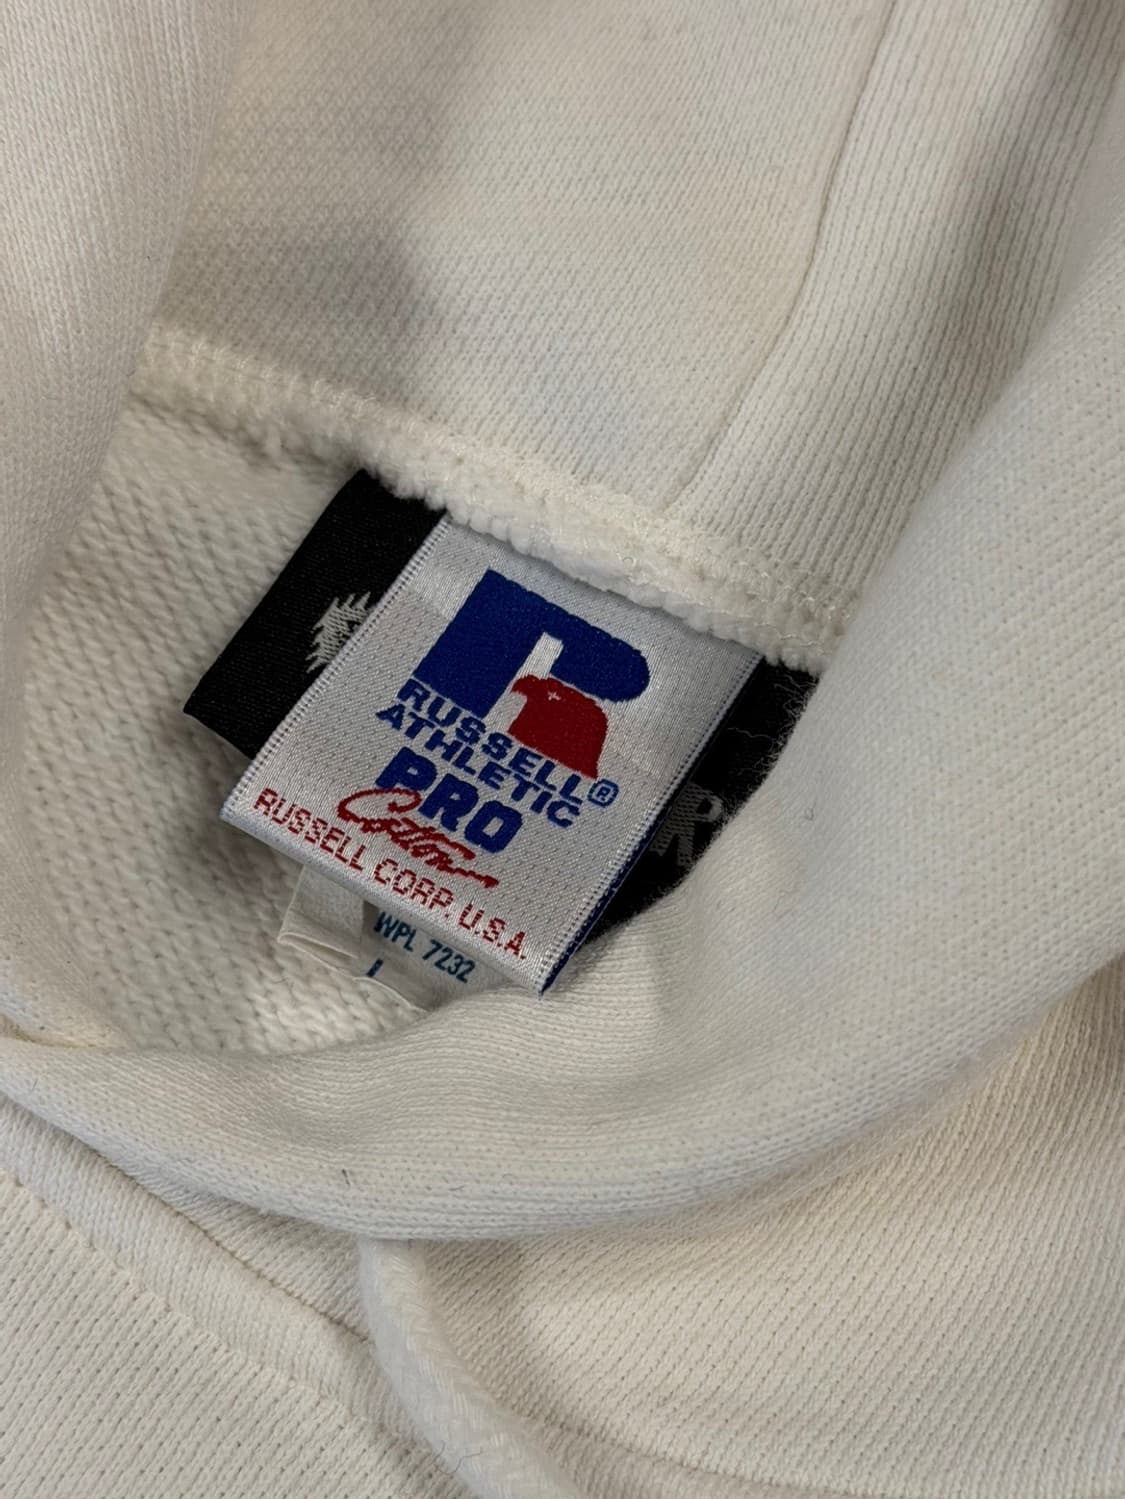 RUSSELL®
ATHLETIC
PRO
Cotton
RUSSELL CORP. U.S.A.
WPL 7232
L